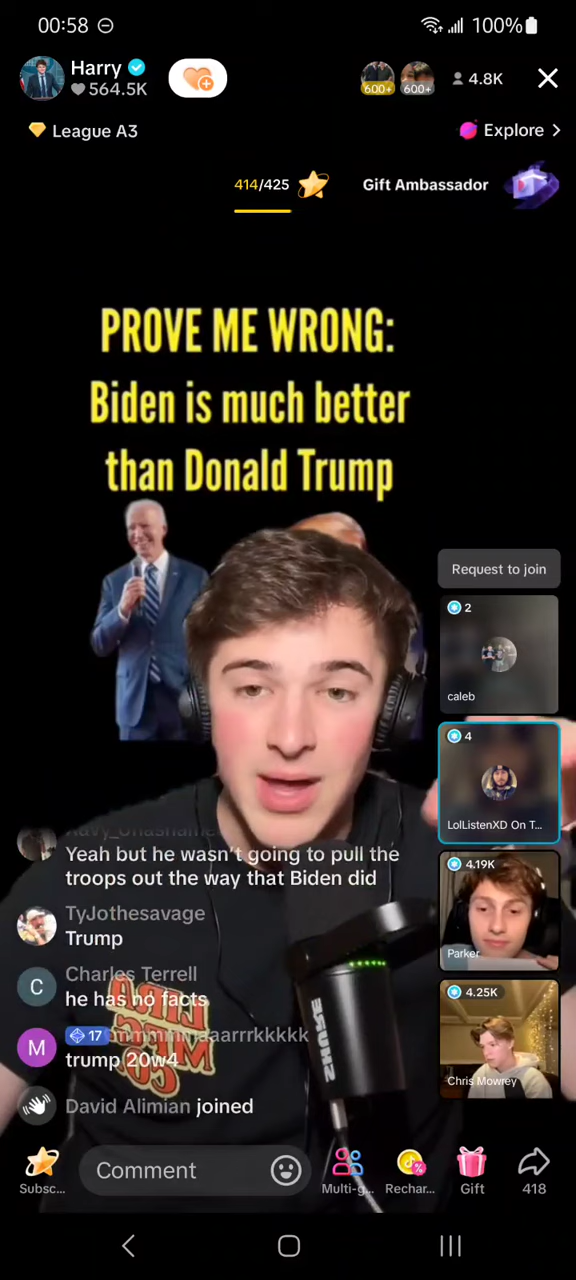 00:58
100%
Harry
564.5K
600+
600+
4.8K
League A3
Explore
414/425
Gift Ambassador
PROVE ME WRONG:
Biden is much better
than Donald Trump
Request to join
2
caleb
4
LolListenXD On T...
Yeah but he wasn't going to pull the
troops out the way that Biden did
4.19K
Parker
TyJothesavage
Trump
Charles Terrell
C
he has no facts
4.25K
Chris Mowrey
M
17
trump 20w4
David Alimian joined
SHURE
Subsc...
Comment
Multi-g...
Rechar...
Gift
418